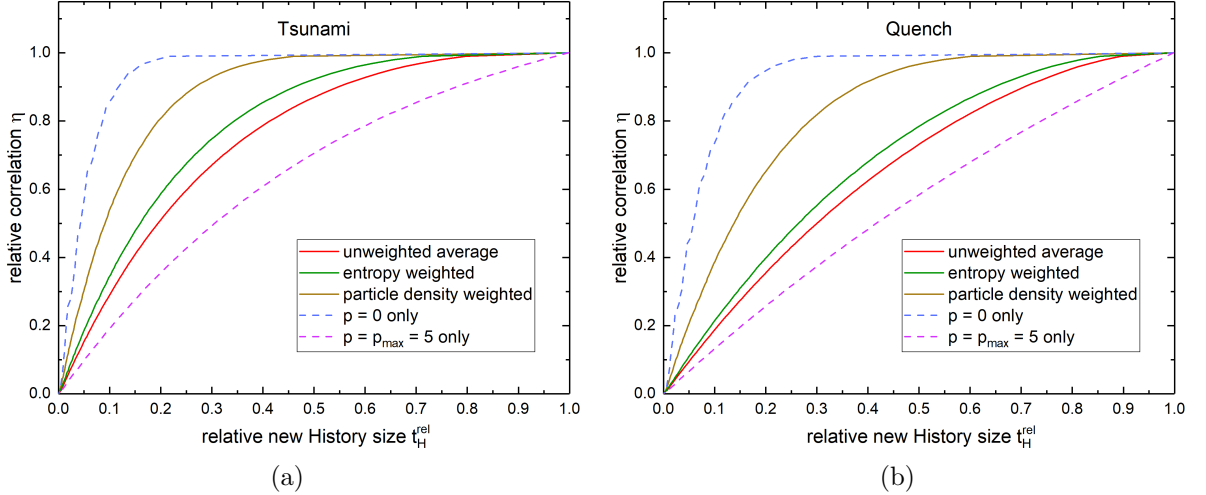 Tsunami
1.0
0.8
0.6
0.4
0.2
0.0
relative correlation η
unweighted average
entropy weighted
particle density weighted
p = 0 only
p = pmax = 5 only
0.0 0.1 0.2 0.3 0.4 0.5 0.6 0.7 0.8 0.9 1.0
relative new History size t_H^rel
(a)
Quench
1.0
0.8
0.6
0.4
0.2
0.0
relative correlation η
unweighted average
entropy weighted
particle density weighted
p = 0 only
p = pmax = 5 only
0.0 0.1 0.2 0.3 0.4 0.5 0.6 0.7 0.8 0.9 1.0
relative new History size t_H^rel
(b)